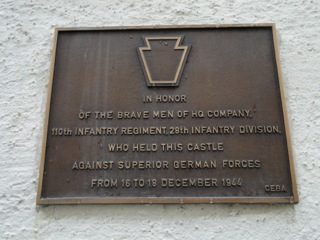 IN HONOR
OF THE BRAVE MEN OF HQ COMPANY,
110th INFANTRY REGIMENT, 28th INFANTRY DIVISION,
WHO HELD THIS CASTLE
AGAINST SUPERIOR GERMAN FORCES
FROM 16 TO 18 DECEMBER 1944
CEBA